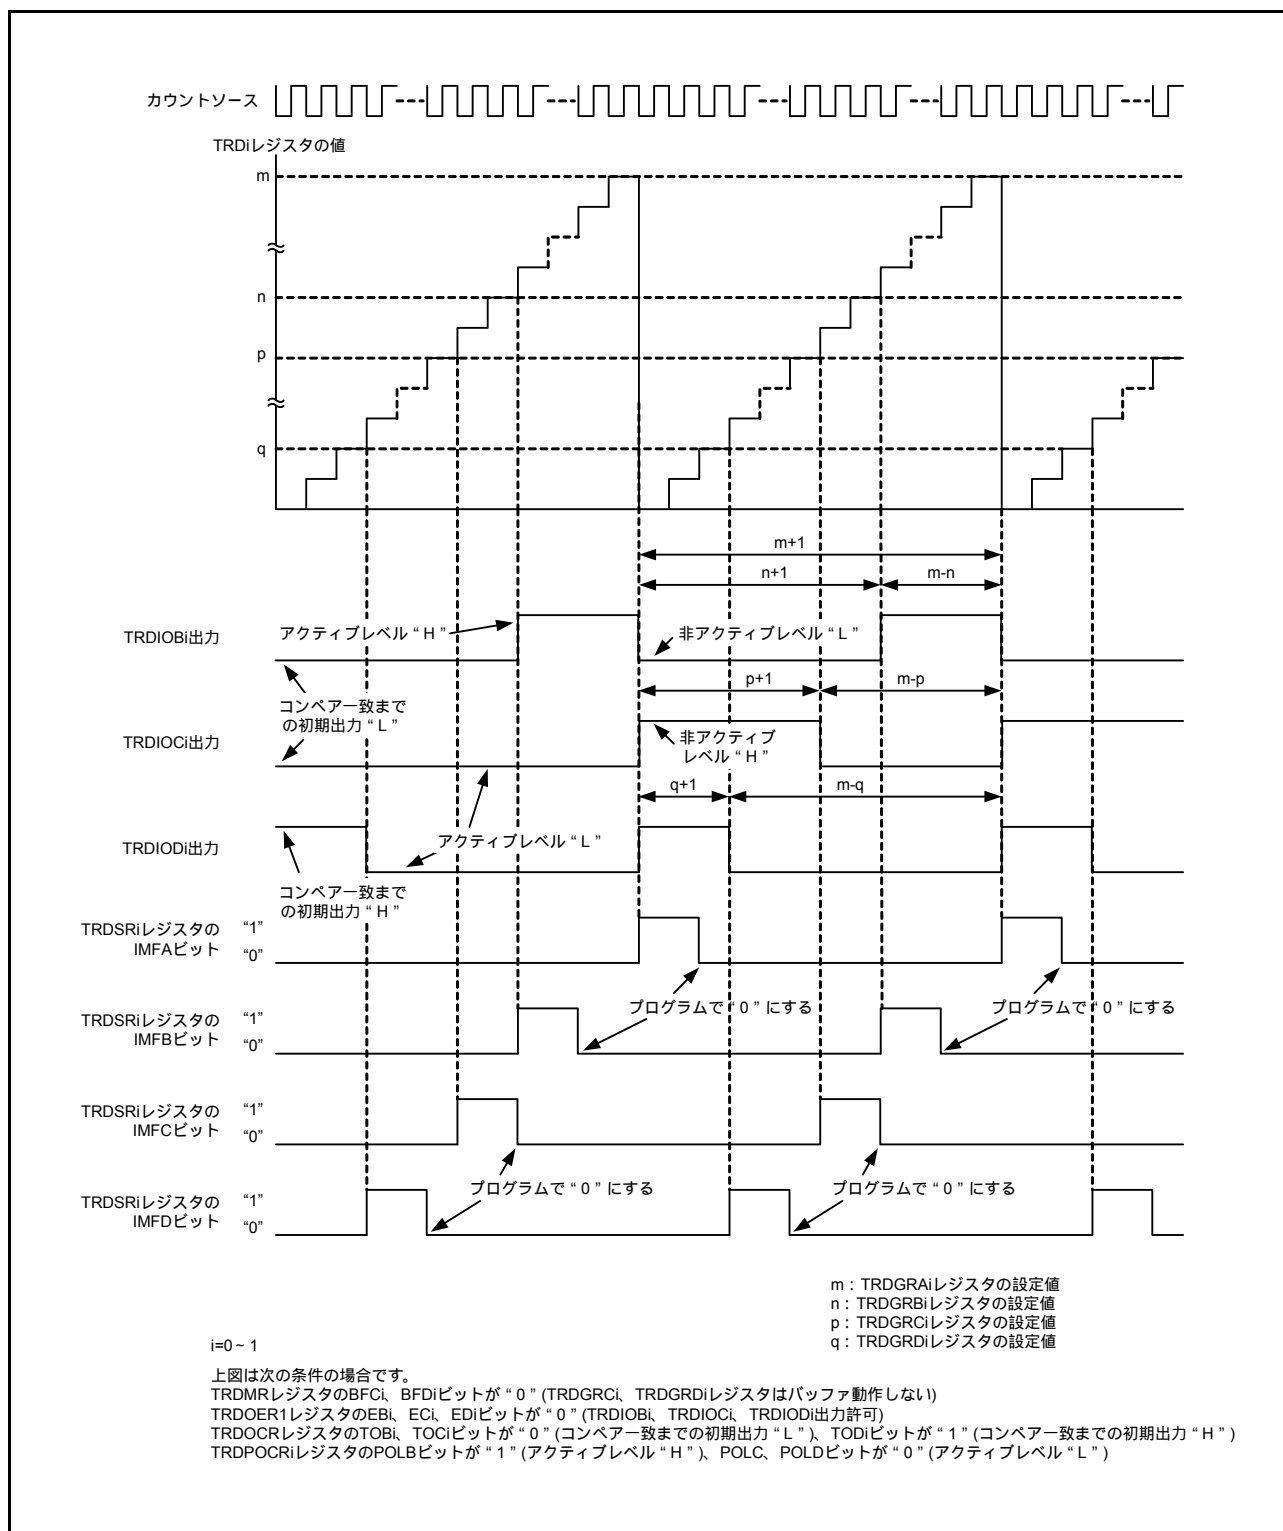 カウントソース
TRDiレジスタの値
m
n
p
q
m+1
n+1
m-n
TRDIOBi出力
アクティブレベル“H”
非アクティブレベル“L”
p+1
m-p
コンペア一致まで
の初期出力“L”
TRDIOCi出力
非アクティブ
レベル“H”
q+1
m-q
TRDIODi出力
アクティブレベル“L”
コンペア一致まで
の初期出力“H”
TRDSRiレジスタの
IMFAビット
“1”
“0”
プログラムで“0”にする
プログラムで“0”にする
TRDSRiレジスタの
IMFBビット
“1”
“0”
TRDSRiレジスタの
IMFCビット
“1”
“0”
プログラムで“0”にする
プログラムで“0”にする
TRDSRiレジスタの
IMFDビット
“1”
“0”
m:TRDGRAiレジスタの設定値
n:TRDGRBiレジスタの設定値
p:TRDGRCiレジスタの設定値
q:TRDGRDiレジスタの設定値
i=0~1
上図は次の条件の場合です。
TRDMRレジスタのBFCi、BFDiビットが“0”(TRDGRCi、TRDGRDiレジスタはバッファ動作しない)
TRDOER1レジスタのEBi、ECi、EDiビットが“0”(TRDIOBi、TRDIOCi、TRDIODi出力許可)
TRDOCRレジスタのTOBi、TOCiビットが“0”(コンペア一致までの初期出力“L”)、TODiビットが“1”(コンペア一致までの初期出力“H”)
TRDPOCRiレジスタのPOLBビットが“1”(アクティブレベル“H”)、POLC、POLDビットが“0”(アクティブレベル“L”)